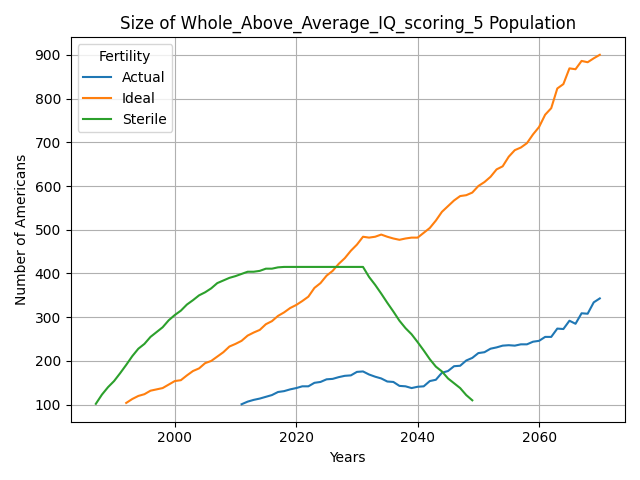 Size of Whole_Above_Average_IQ_scoring_5 Population
Fertility
Actual
Ideal
Sterile
Number of Americans
900
800
700
600
500
400
300
200
100
2000
2020
2040
2060
Years